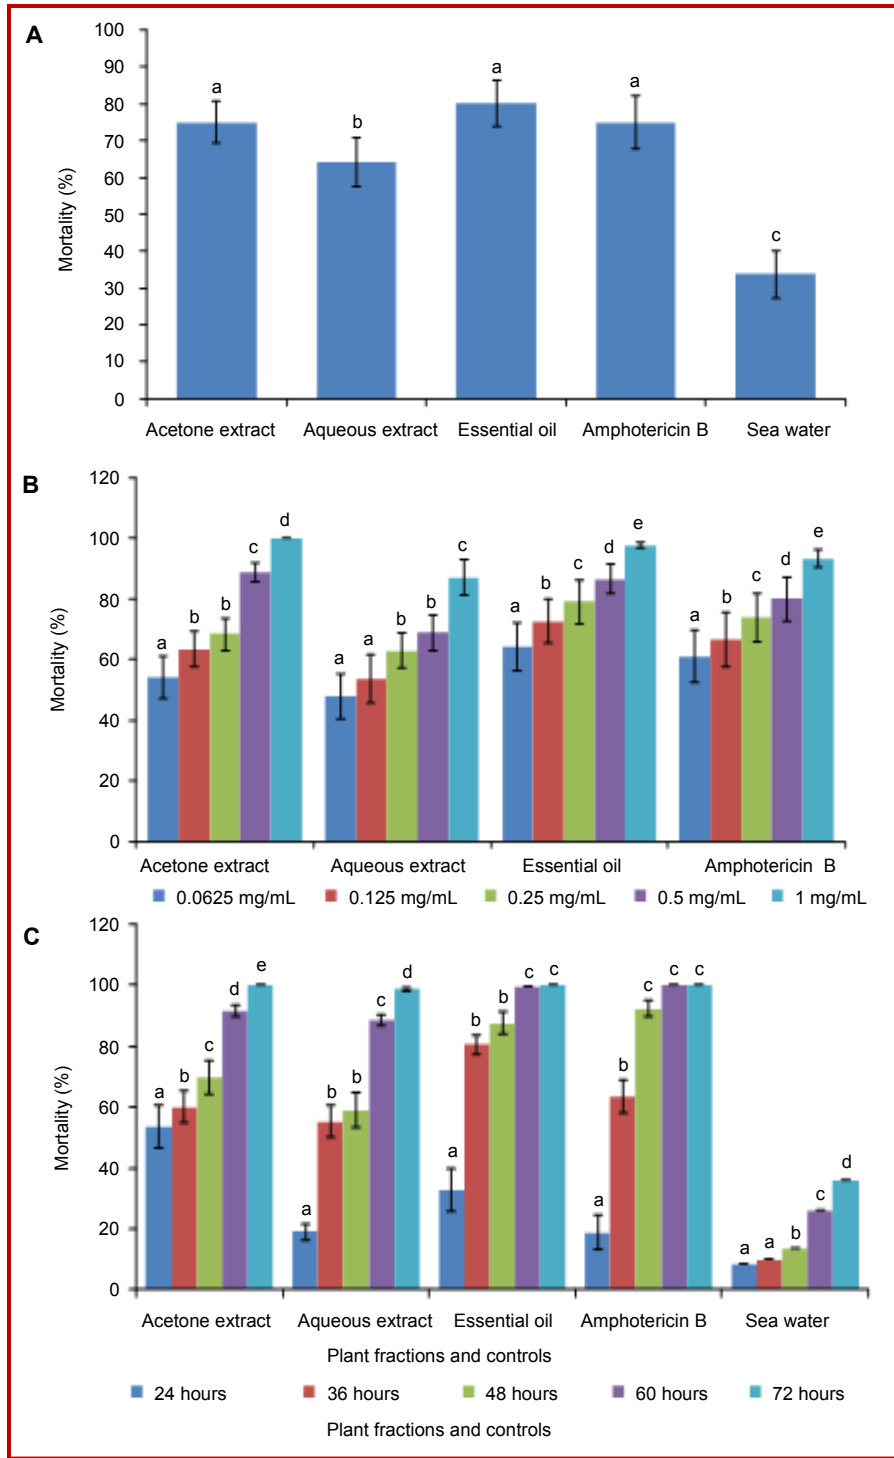 A
100
90
80
70
60
50
40
30
20
10
0
Mortality (%)
a
b
a
a
c
Acetone extract Aqueous extract Essential oil Amphotericin B Sea water
B
120
100
80
60
40
20
0
Mortality (%)
a b b c d
a a b b c
a b c d e
a b c d e
Acetone extract Aqueous extract Essential oil Amphotericin B
0.0625 mg/mL 0.125 mg/mL 0.25 mg/mL 0.5 mg/mL 1 mg/mL
C
120
100
80
60
40
20
0
Mortality (%)
a b c d e
a b b c d
a b b c c
a b c c c
a a b c d
Acetone extract Aqueous extract Essential oil Amphotericin B Sea water
Plant fractions and controls
24 hours 36 hours 48 hours 60 hours 72 hours
Plant fractions and controls